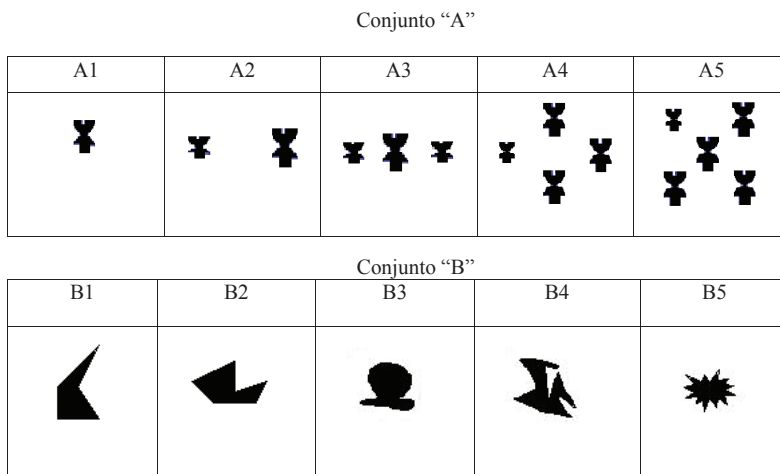 Conjunto “A”
A1 A2 A3 A4 A5
Conjunto “B”
B1 B2 B3 B4 B5